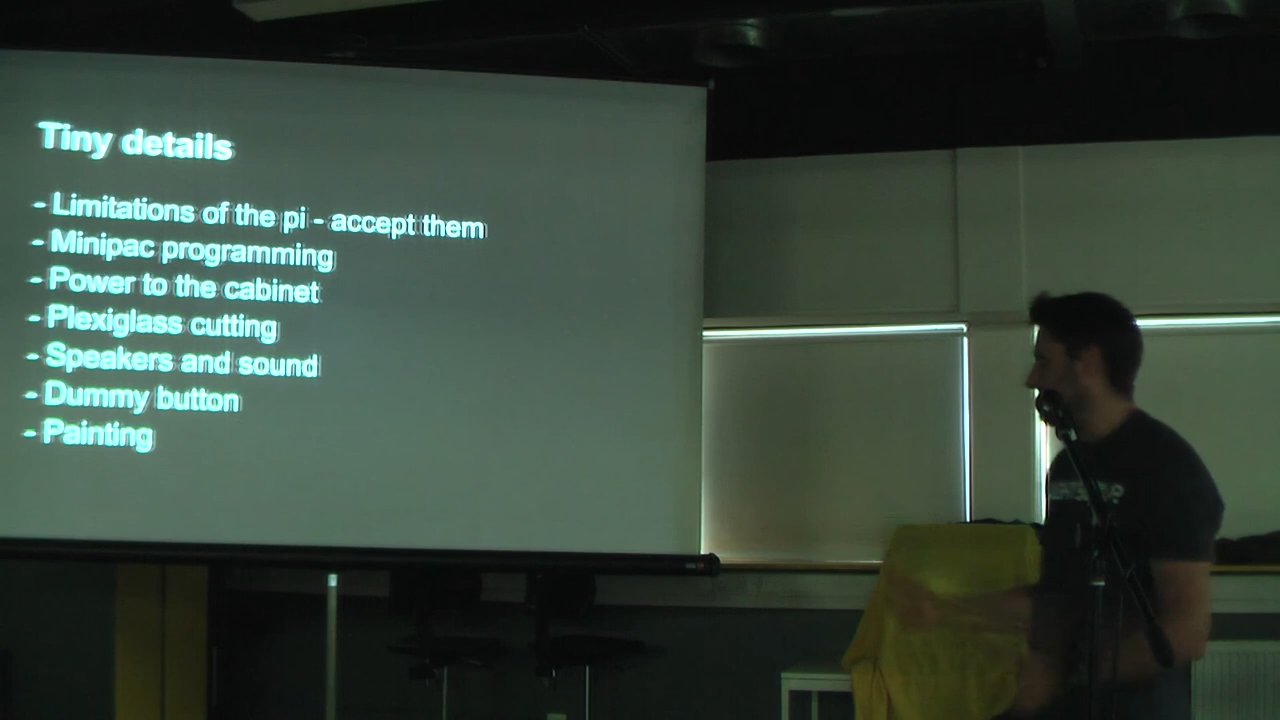 Tiny details
- Limitations of the pi - accept them
- Minipac programming
- Power to the cabinet
- Plexiglass cutting
- Speakers and sound
- Dummy button
- Painting